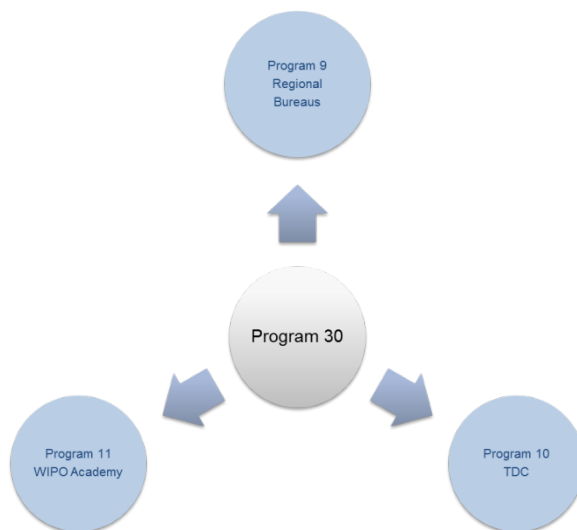 Program 9
Regional
Bureaus
Program 30
Program 11
WIPO Academy
Program 10
TDC